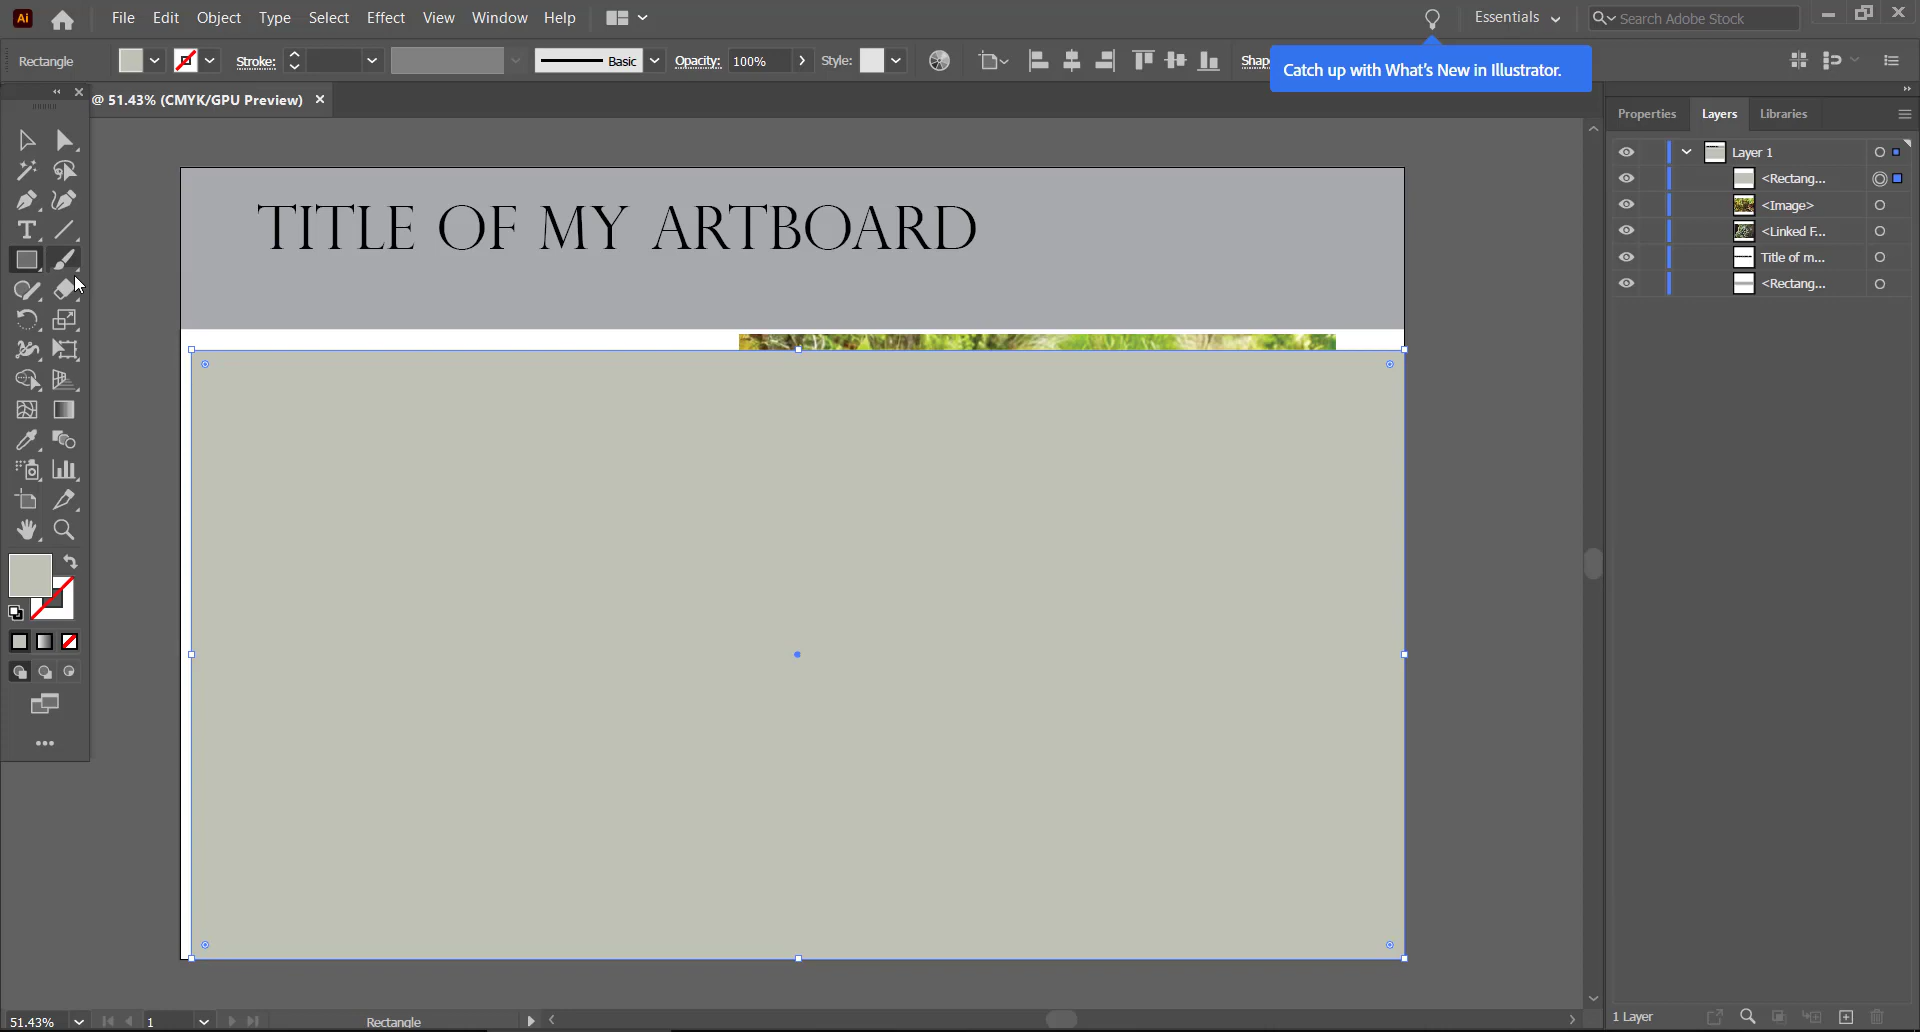 Ai File Edit Object Type Select Effect View Window Help Essentials Search Adobe Stock
Rectangle Stroke: Basic Opacity: 100% Style: Shap
Catch up with What's New in Illustrator.
@ 51.43% (CMYK/GPU Preview)
Properties Layers Libraries
Layer 1
<Rectang...
<Image>
<Linked F...
Title of m...
<Rectang...
TITLE OF MY ARTBOARD
51.43% 1 Rectangle
1 Layer